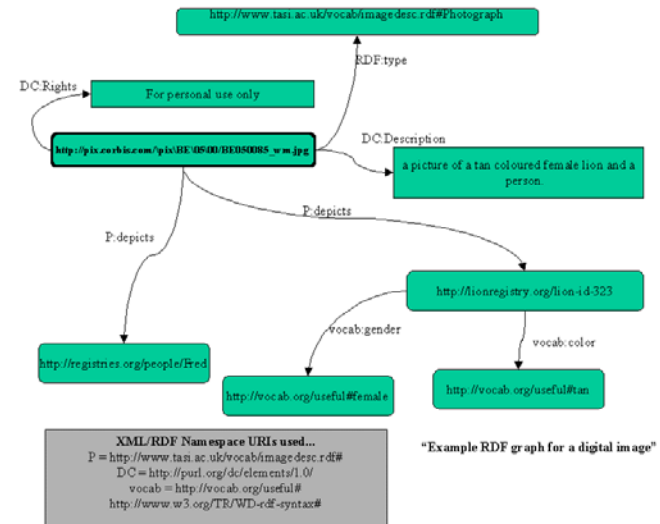 http://www.tasi.ac.uk/vocab/imagedesc.rdf#Photograph
RDF:type
DC:Rights
For personal use only
http://pix.corbis.com/\pix\BE\0500/BE050085_wm.jpg
DC:Description
a picture of a tan coloured female lion and a
person.
P:depicts
P:depicts
http://lionregistry.org/lion-id-323
vocab:gender
vocab:color
http://registries.org/people/Fred
http://vocab.org/useful#female
http://vocab.org/useful#tan
XML/RDF Namespace URIs used...
P = http://www.tasi.ac.uk/vocab/imagedesc.rdf#
DC = http://purl.org/dc/elements/1.0/
vocab = http://vocab.org/useful#
http://www.w3.org/TR/WD-rdf-syntax#
“Example RDF graph for a digital image”